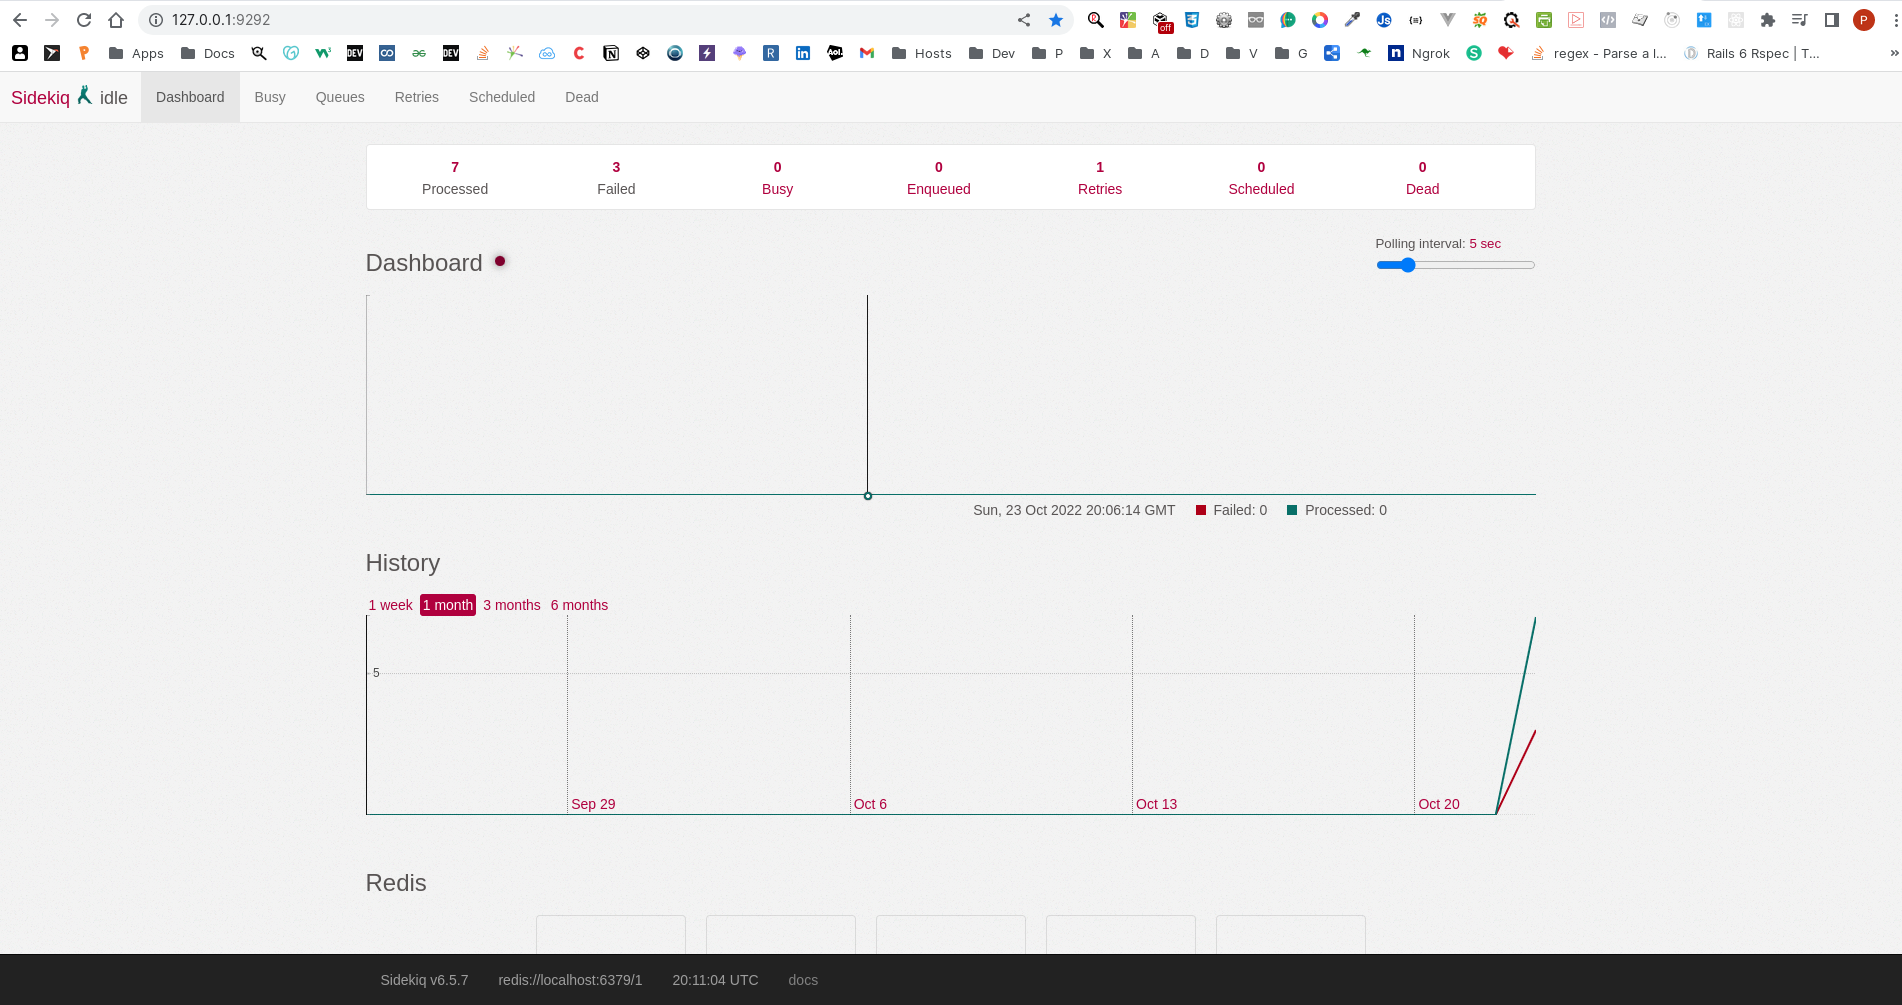 127.0.0.1:9292
off
Apps Docs DEV DEV AoL Hosts Dev P X A D V G Ngrok regex - Parse a l... Rails 6 Rspec | T... »
Sidekiq idle Dashboard Busy Queues Retries Scheduled Dead
7 3 0 0 1 0 0
Processed Failed Busy Enqueued Retries Scheduled Dead
Polling interval: 5 sec
Dashboard
Sun, 23 Oct 2022 20:06:14 GMT Failed: 0 Processed: 0
History
1 week 1 month 3 months 6 months
5
Sep 29 Oct 6 Oct 13 Oct 20
Redis
Sidekiq v6.5.7 redis://localhost:6379/1 20:11:04 UTC docs